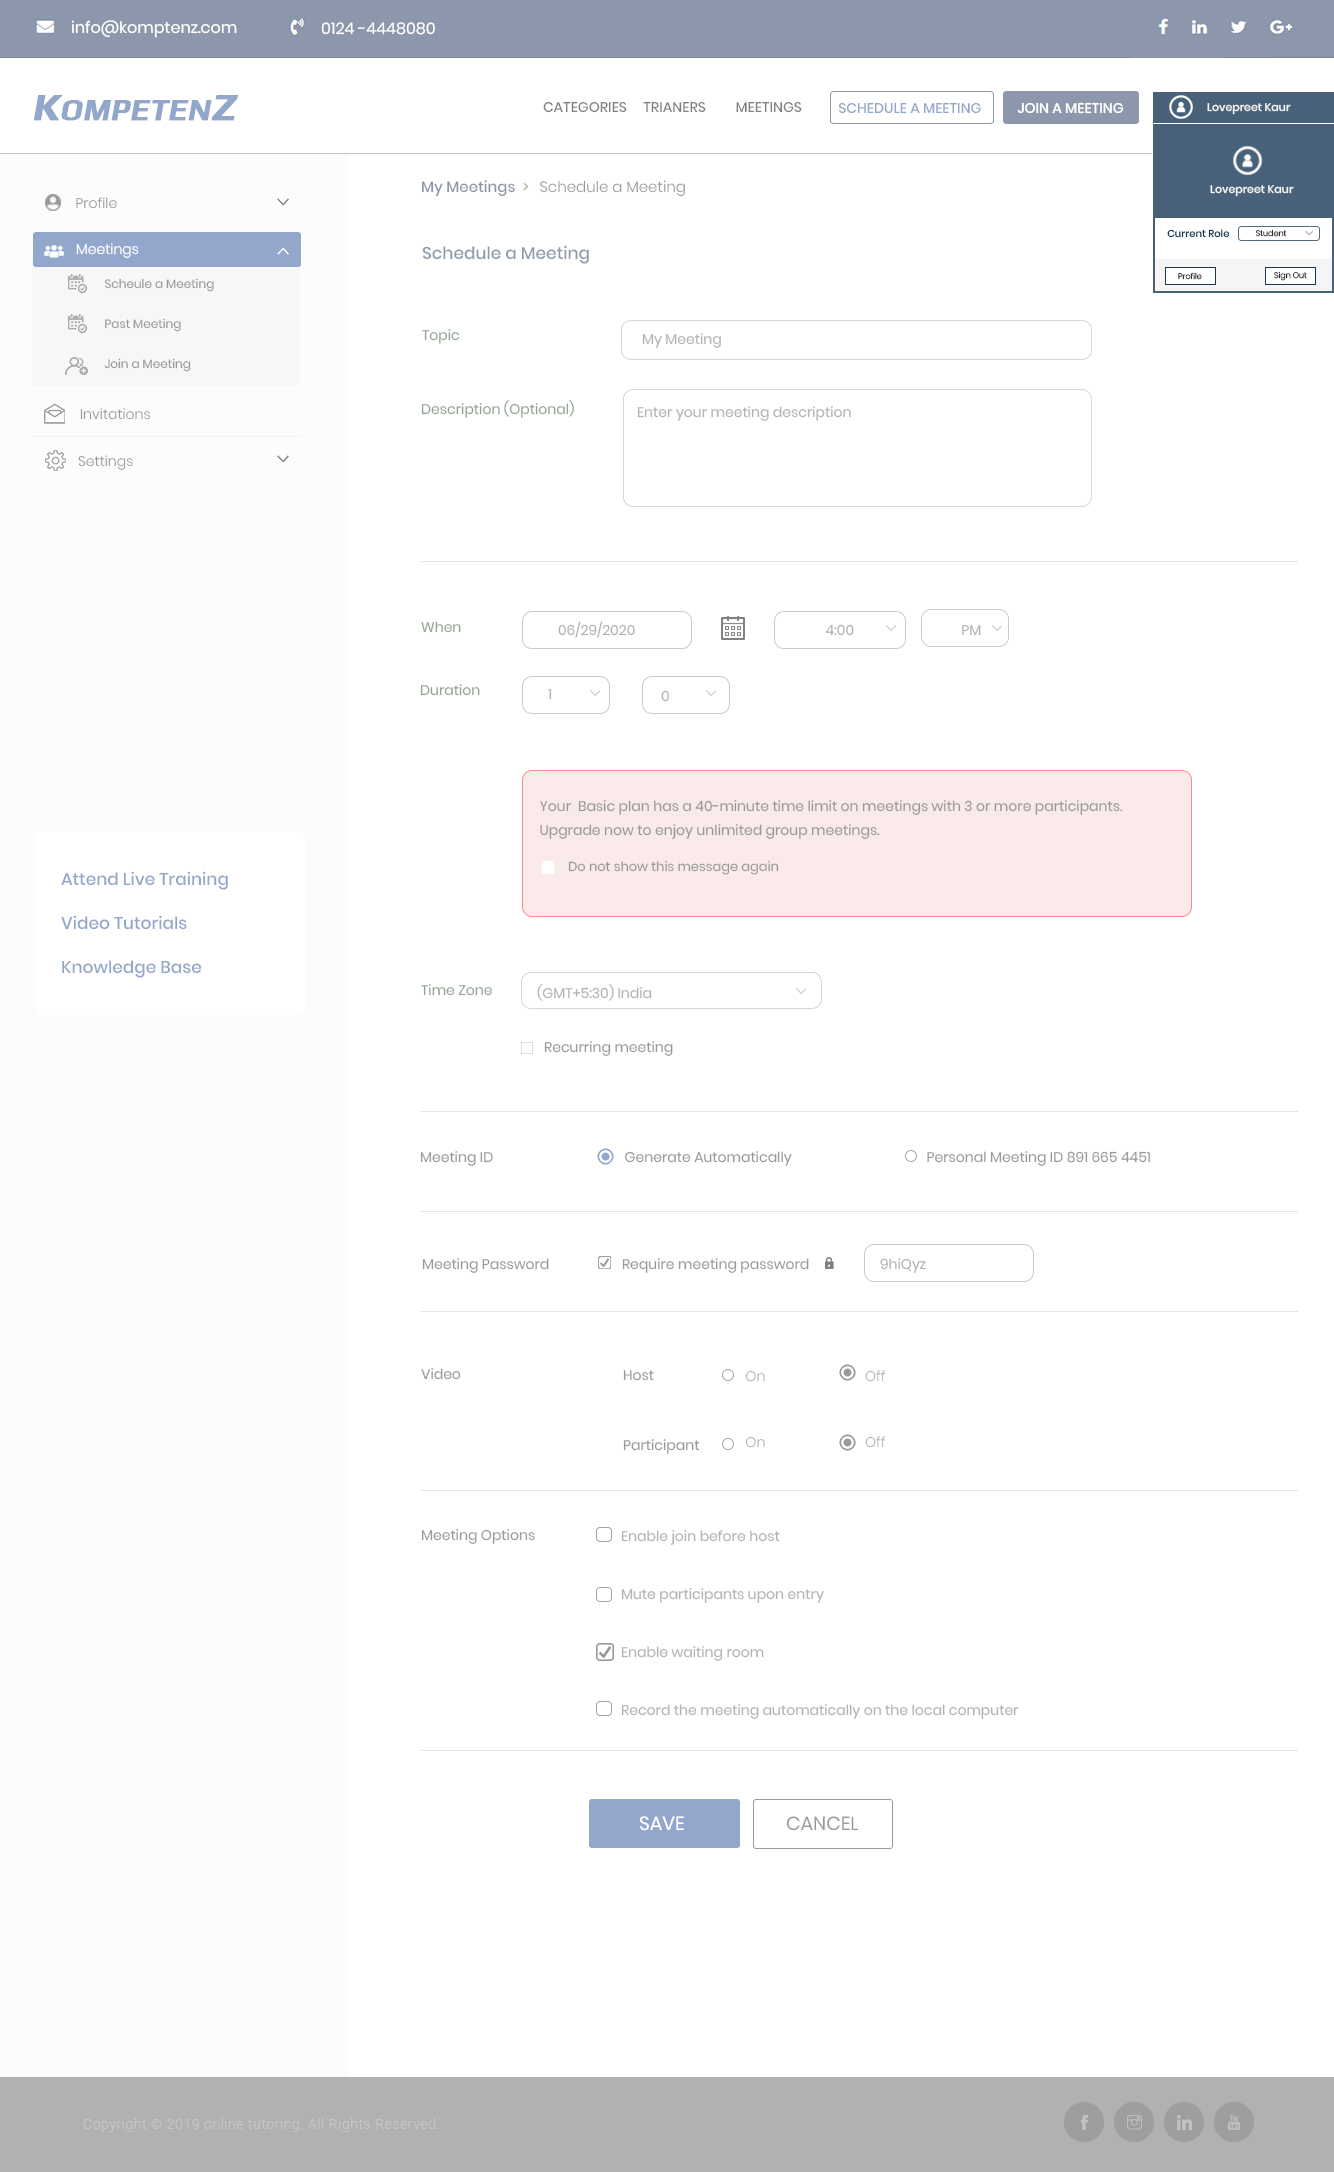 info@komptenz.com
0124 -4448080
KOMPETENZ
CATEGORIES TRIANERS MEETINGS SCHEDULE A MEETING JOIN A MEETING
Lovepreet Kaur
Lovepreet Kaur
Current Role Student
Profile Sign Out
Profile
Meetings
Scheule a Meeting
Past Meeting
Join a Meeting
Invitations
Settings
Attend Live Training
Video Tutorials
Knowledge Base
My Meetings > Schedule a Meeting
Schedule a Meeting
Topic My Meeting
Description (Optional) Enter your meeting description
When 06/29/2020 4:00 PM
Duration 1 0
Your Basic plan has a 40-minute time limit on meetings with 3 or more participants.
Upgrade now to enjoy unlimited group meetings.
Do not show this message again
Time Zone (GMT+5:30) India
Recurring meeting
Meeting ID Generate Automatically Personal Meeting ID 891 665 4451
Meeting Password Require meeting password 9hiQyz
Video Host On Off
Participant On Off
Meeting Options Enable join before host
Mute participants upon entry
Enable waiting room
Record the meeting automatically on the local computer
SAVE CANCEL
Copyright © 2019 online tutoring. All Rights Reserved.